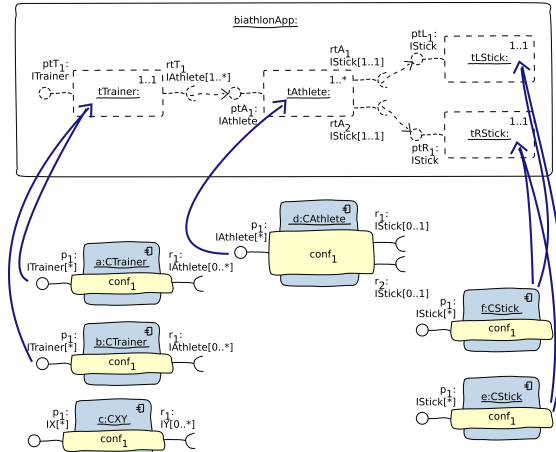 biathlonApp:
ptT1:
ITrainer
1..1
tTrainer:
rtT1
IAthlete[1..*]
ptA1:
IAthlete
1..*
tAthlete:
rtA1
IStick[1..1]
rtA2
IStick[1..1]
ptL1:
IStick
1..1
tLStick:
ptR1:
IStick
1..1
tRStick:
p1:
ITrainer[*]
a:CTrainer
conf1
r1:
IAthlete[0..*]
p1:
IAthlete[*]
d:CAthlete
conf1
r1:
IStick[0..1]
r2:
IStick[0..1]
p1:
ITrainer[*]
b:CTrainer
conf1
r1:
IAthlete[0..*]
p1:
IStick[*]
f:CStick
conf1
p1:
IX[*]
c:CXY
conf1
r1:
IY[0..*]
p1:
IStick[*]
e:CStick
conf1